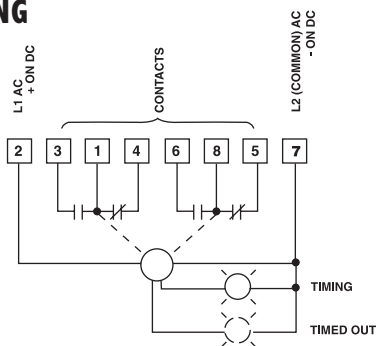 NG
L1 AC
+ ON DC
CONTACTS
L2 (COMMON) AC
- ON DC
2 3 1 4 6 8 5 7
TIMING
TIMED OUT